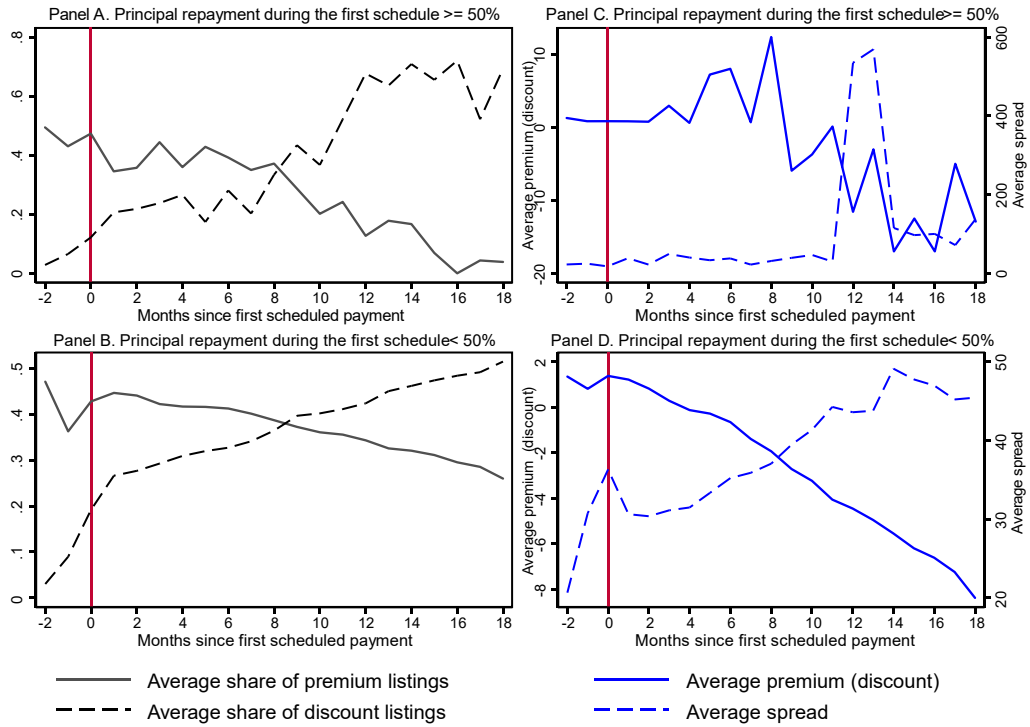 Panel A. Principal repayment during the first schedule >= 50%
.8
.6
.4
.2
0
-2 0 2 4 6 8 10 12 14 16 18
Months since first scheduled payment
Panel C. Principal repayment during the first schedule>= 50%
Average premium (discount)
10
0
-10
-20
Average spread
600
400
200
0
-2 0 2 4 6 8 10 12 14 16 18
Months since first scheduled payment
Panel B. Principal repayment during the first schedule< 50%
.5
.4
.3
.2
.1
0
-2 0 2 4 6 8 10 12 14 16 18
Months since first scheduled payment
Panel D. Principal repayment during the first schedule< 50%
Average premium (discount)
2
0
-2
-4
-6
-8
Average spread
50
40
30
20
-2 0 2 4 6 8 10 12 14 16 18
Months since first scheduled payment
Average share of premium listings
Average share of discount listings
Average premium (discount)
Average spread